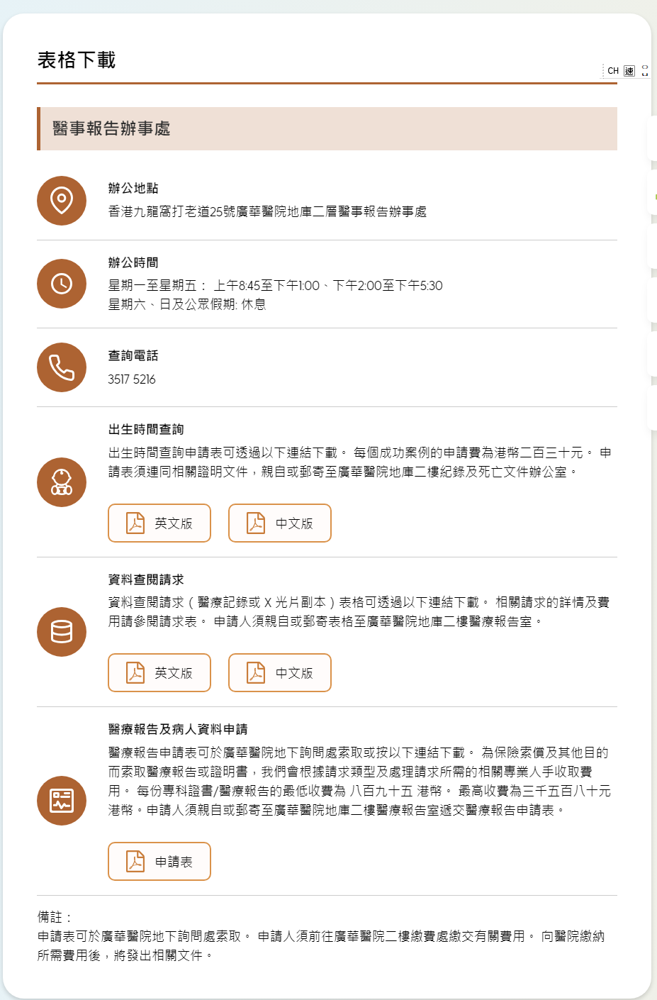 表格下載
CH 速
醫事報告辦事處
辦公地點
香港九龍窩打老道25號廣華醫院地庫二層醫事報告辦事處
辦公時間
星期一至星期五： 上午8:45至下午1:00、下午2:00至下午5:30
星期六、日及公眾假期: 休息
查詢電話
3517 5216
出生時間查詢
出生時間查詢申請表可透過以下連結下載。 每個成功案例的申請費為港幣二百三十元。 申
請表須連同相關證明文件，親自或郵寄至廣華醫院地庫二樓紀錄及死亡文件辦公室。
英文版 中文版
資料查閱請求
資料查閱請求（醫療記錄或 X 光片副本）表格可透過以下連結下載。 相關請求的詳情及費
用請參閱請求表。 申請人須親自或郵寄表格至廣華醫院地庫二樓醫療報告室。
英文版 中文版
醫療報告及病人資料申請
醫療報告申請表可於廣華醫院地下詢問處索取或按以下連結下載。 為保險索償及其他目的
而索取醫療報告或證明書，我們會根據請求類型及處理請求所需的相關專業人手收取費
用。 每份專科證書/醫療報告的最低收費為 八百九十五 港幣。 最高收費為三千五百八十元
港幣。申請人須親自或郵寄至廣華醫院地庫二樓醫療報告室遞交醫療報告申請表。
申請表
備註：
申請表可於廣華醫院地下詢問處索取。 申請人須前往廣華醫院二樓繳費處繳交有關費用。 向醫院繳納
所需費用後，將發出相關文件。